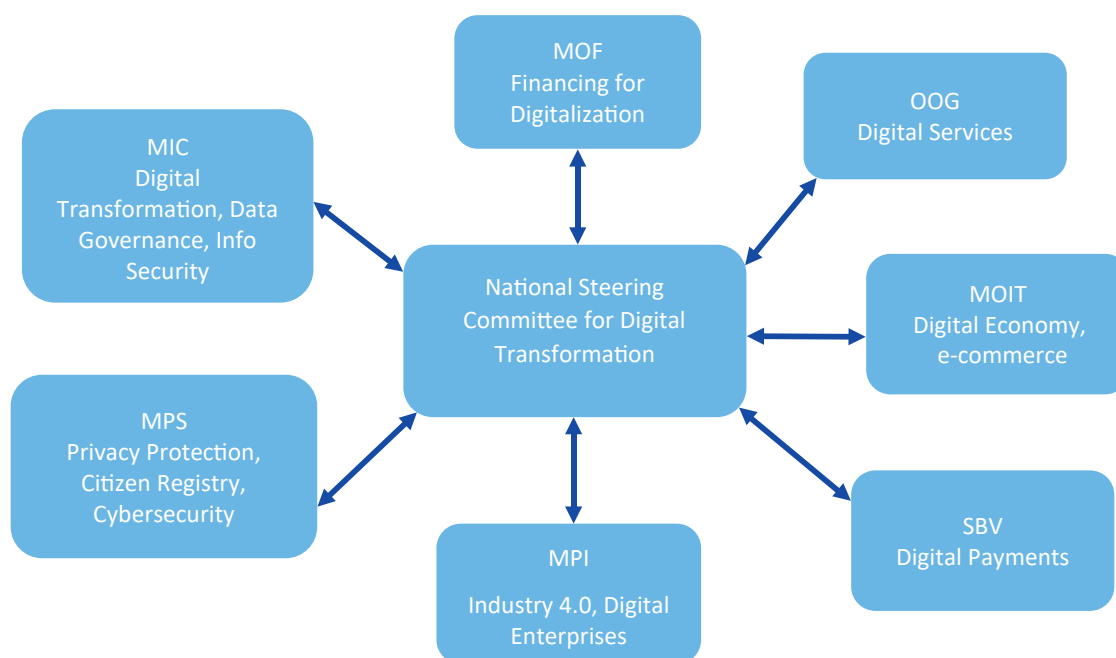 MOF
Financing for
Digitalization
OOG
Digital Services
MIC
Digital
Transformation, Data
Governance, Info
Security
National Steering
Committee for Digital
Transformation
MOIT
Digital Economy,
e-commerce
MPS
Privacy Protection,
Citizen Registry,
Cybersecurity
MPI
Industry 4.0, Digital
Enterprises
SBV
Digital Payments